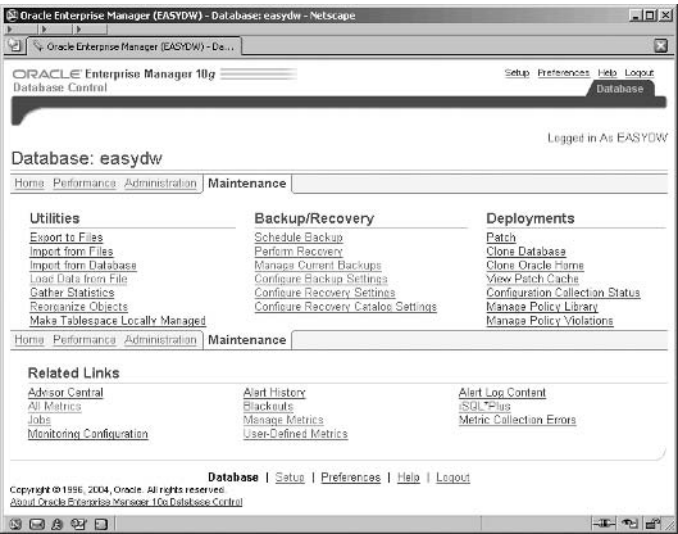 Oracle Enterprise Manager (EASYDW) - Database: easydw - Netscape
Oracle Enterprise Manager (EASYDW) - Da...
ORACLE Enterprise Manager 10g
Database Control
Setup Preferences Help Logout
Database
Logged in As EASYDW
Database: easydw
Home Performance Administration Maintenance
Utilities
Export to Files
Import from Files
Import from Database
Load Data from File
Gather Statistics
Reorganize Objects
Make Tablespace Locally Managed
Backup/Recovery
Schedule Backup
Perform Recovery
Manage Current Backups
Configure Backup Settings
Configure Recovery Settings
Configure Recovery Catalog Settings
Deployments
Patch
Clone Database
Clone Oracle Home
View Patch Cache
Configuration Collection Status
Manage Policy Library
Manage Policy Violations
Home Performance Administration Maintenance
Related Links
Advisor Central
All Metrics
Jobs
Monitoring Configuration
Alert History
Blackouts
Manage Metrics
User-Defined Metrics
Alert Log Content
iSQL*Plus
Metric Collection Errors
Database | Setup | Preferences | Help | Logout
Copyright © 1996, 2004, Oracle. All rights reserved.
About Oracle Enterprise Manager 10g Database Control